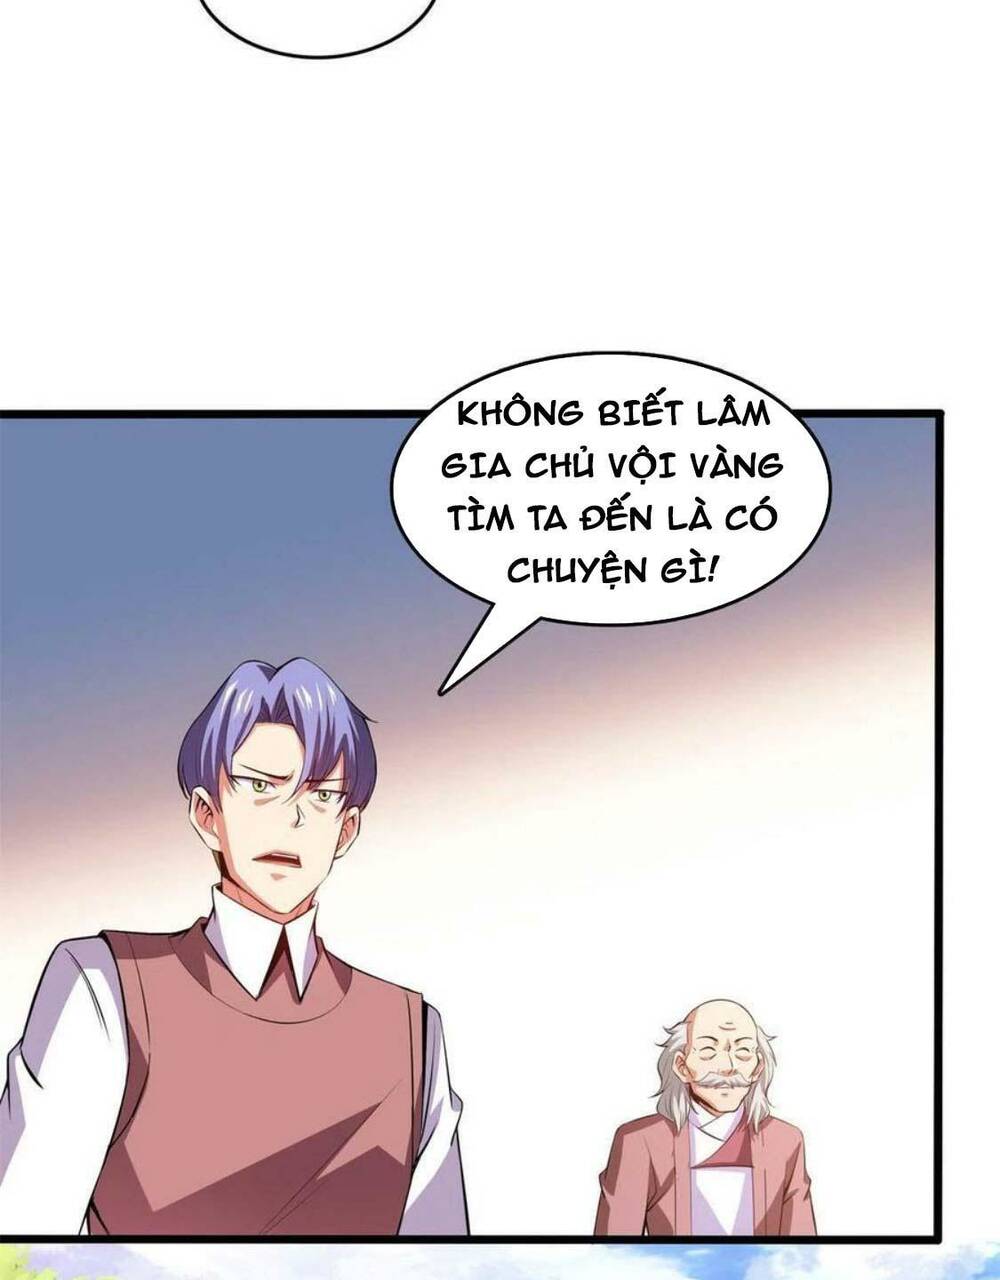 KHÔNG BIẾT LÂM
GIA CHỦ VỘI VÀNG
TÌM TA ĐẾN LÀ CÓ
CHUYỆN GÌ!